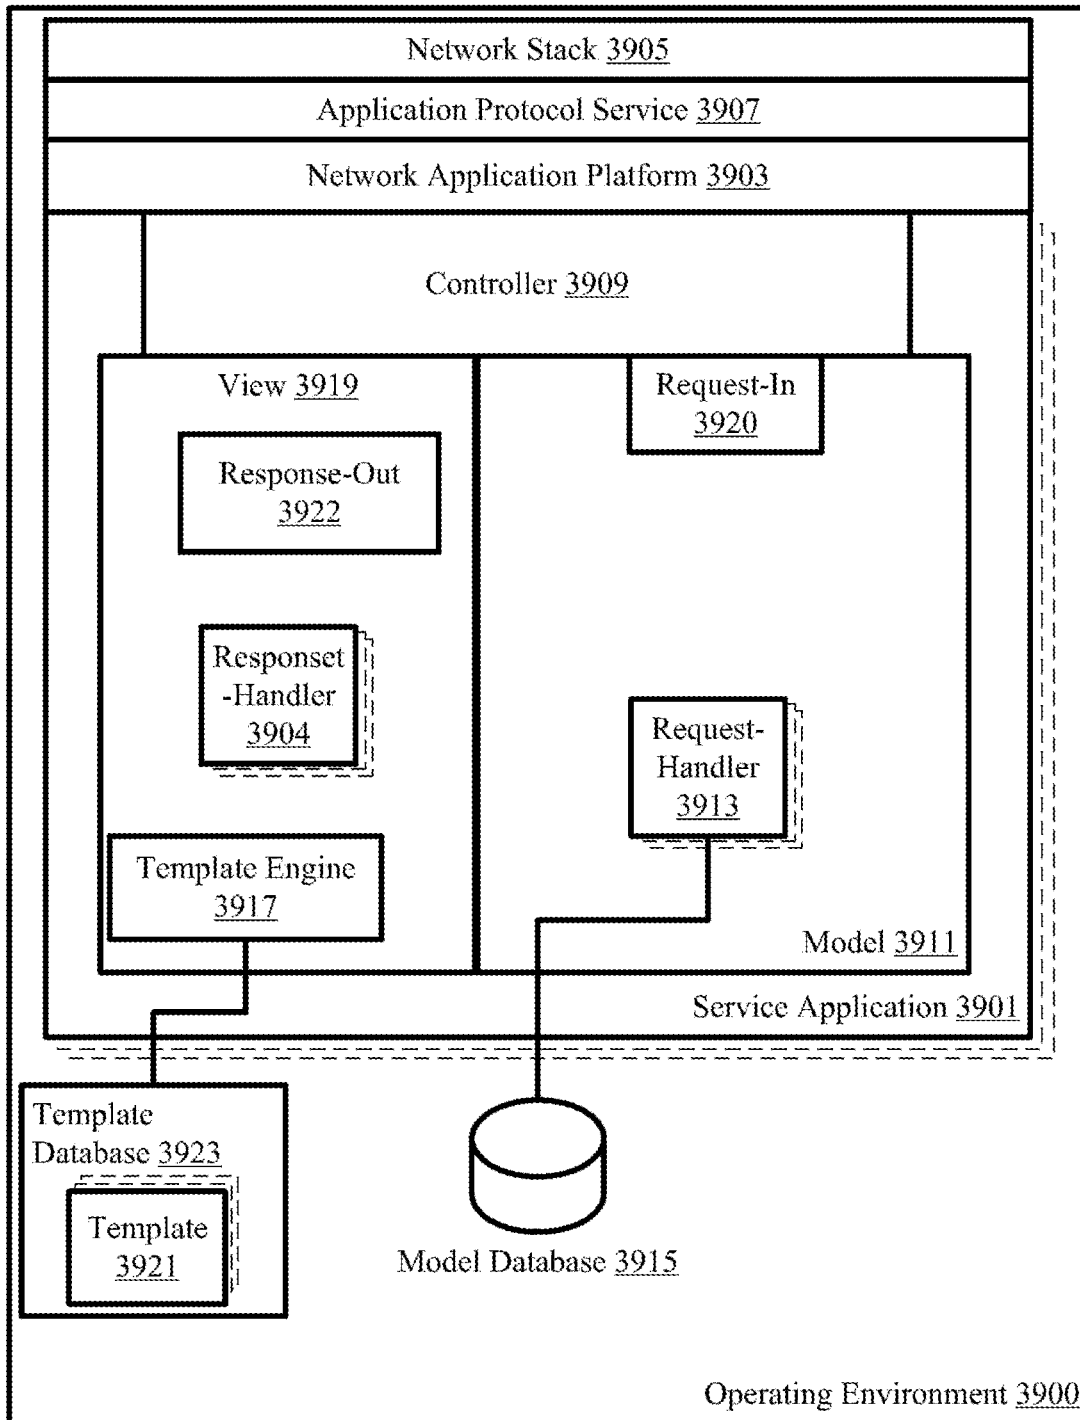 Network Stack 3905
Application Protocol Service 3907
Network Application Platform 3903
Controller 3909
View 3919
Response-Out
3922
Responset
-Handler
3904
Template Engine
3917
Request-In
3920
Request-
Handler
3913
Model 3911
Service Application 3901
Template
Database 3923
Template
3921
Model Database 3915
Operating Environment 3900